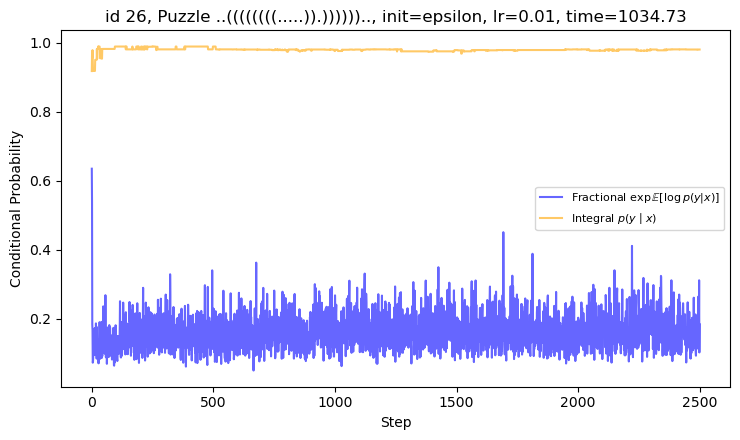 id 26, Puzzle ..((((((((.....)).)))))).., init=epsilon, lr=0.01, time=1034.73
1.0
0.8
0.6
0.4
0.2
Conditional Probability
Fractional exp𝔼[log p(y|x)]
Integral p(y | x)
0
500
1000
1500
2000
2500
Step